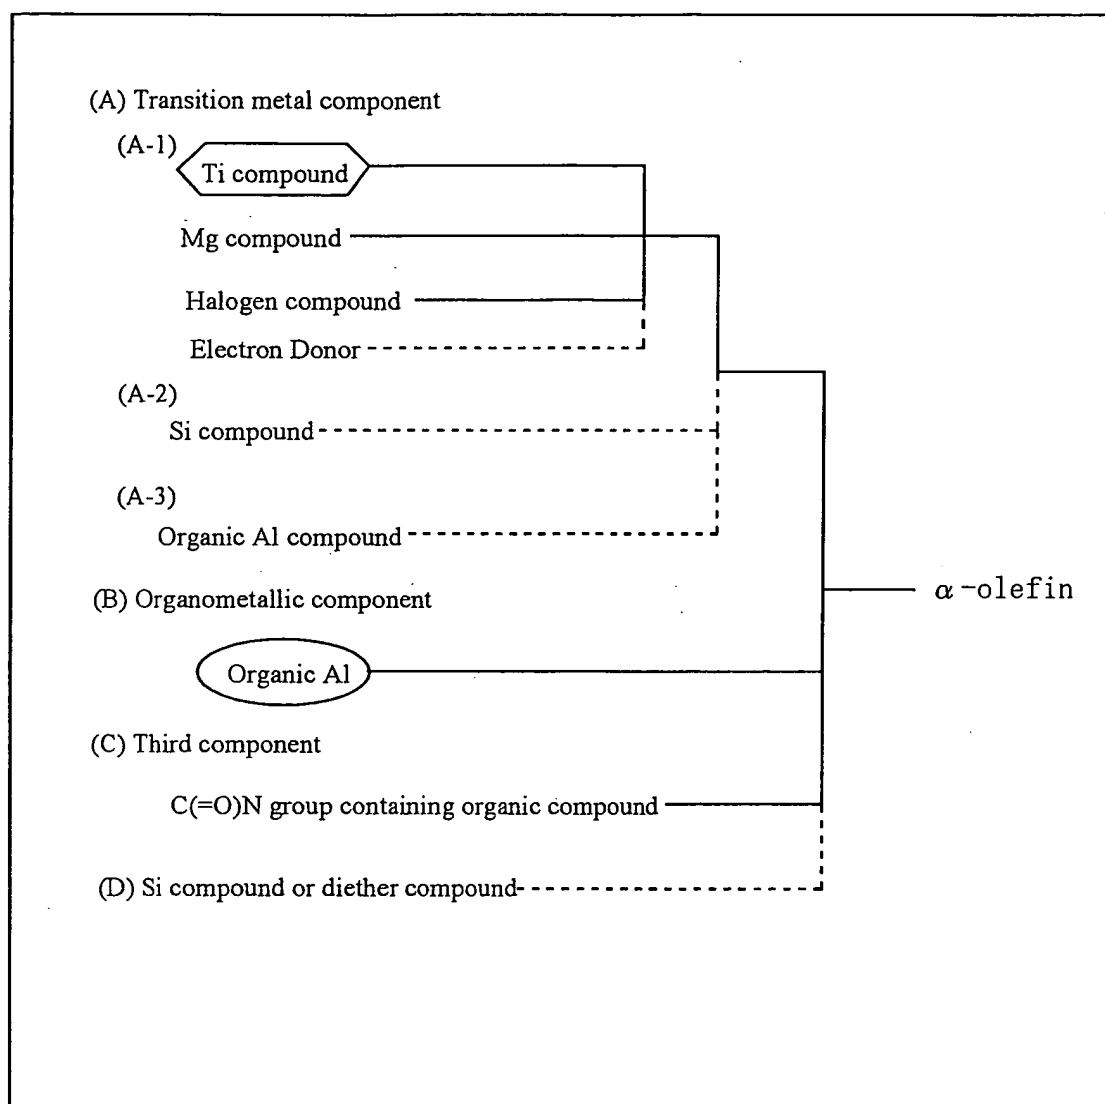 (A) Transition metal component
(A-1)
Ti compound
Mg compound
Halogen compound
Electron Donor
(A-2)
Si compound
(A-3)
Organic Al compound
(B) Organometallic component
α-olefin
Organic Al
(C) Third component
C(=O)N group containing organic compound
(D) Si compound or diether compound